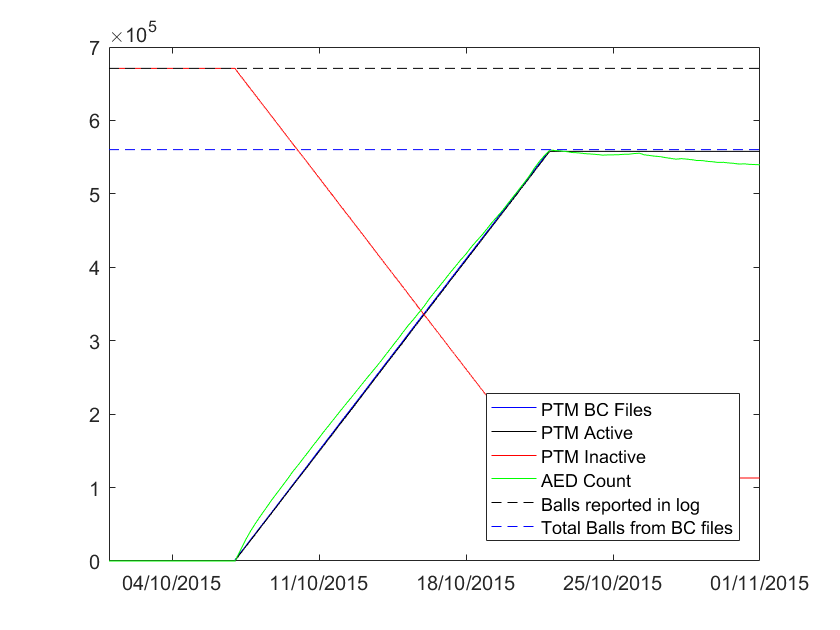 ×10⁵
7
6
5
4
3
2
1
0
04/10/2015 11/10/2015 18/10/2015 25/10/2015 01/11/2015
PTM BC Files
PTM Active
PTM Inactive
AED Count
Balls reported in log
Total Balls from BC files